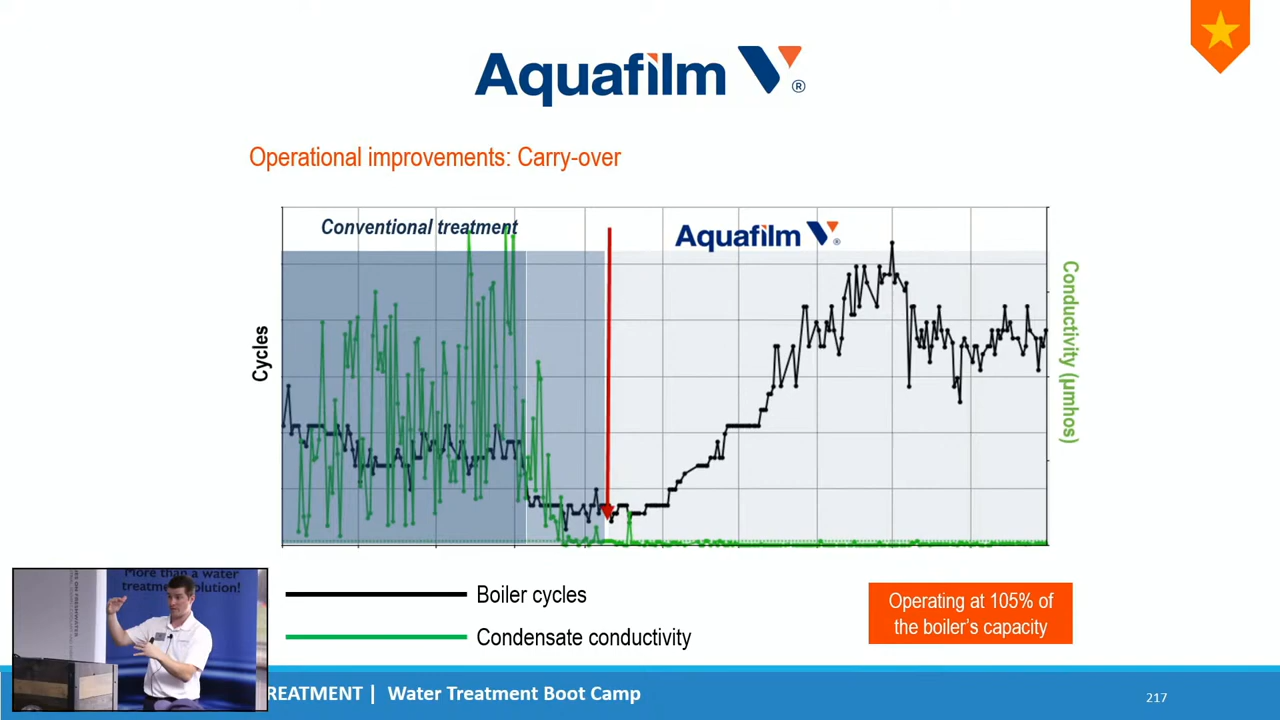 Aquafilm V®
Operational improvements: Carry-over
Conventional treatment
Aquafilm V®
Cycles
Conductivity (µmhos)
Boiler cycles
Condensate conductivity
Operating at 105% of
the boiler's capacity
More than a water
treatment solution!
REATMENT | Water Treatment Boot Camp
217